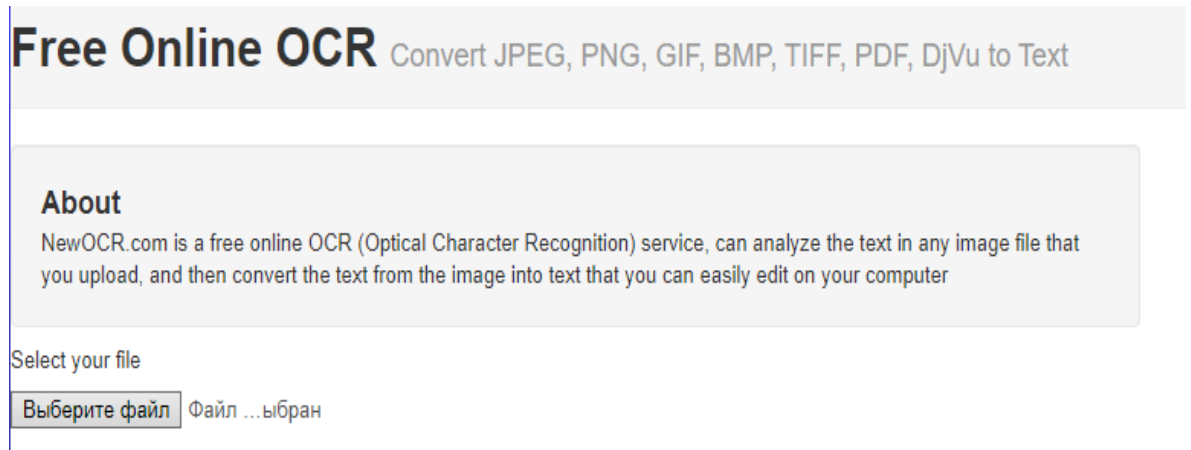 Free Online OCR Convert JPEG, PNG, GIF, BMP, TIFF, PDF, DjVu to Text
About
NewOCR.com is a free online OCR (Optical Character Recognition) service, can analyze the text in any image file that
you upload, and then convert the text from the image into text that you can easily edit on your computer
Select your file
Выберите файл Файл …ыбран